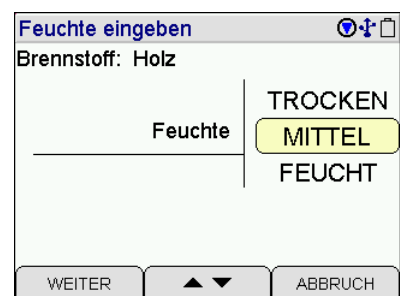 Feuchte eingeben
Brennstoff: Holz
TROCKEN
Feuchte MITTEL
FEUCHT
WEITER ▲ ▼ ABBRUCH